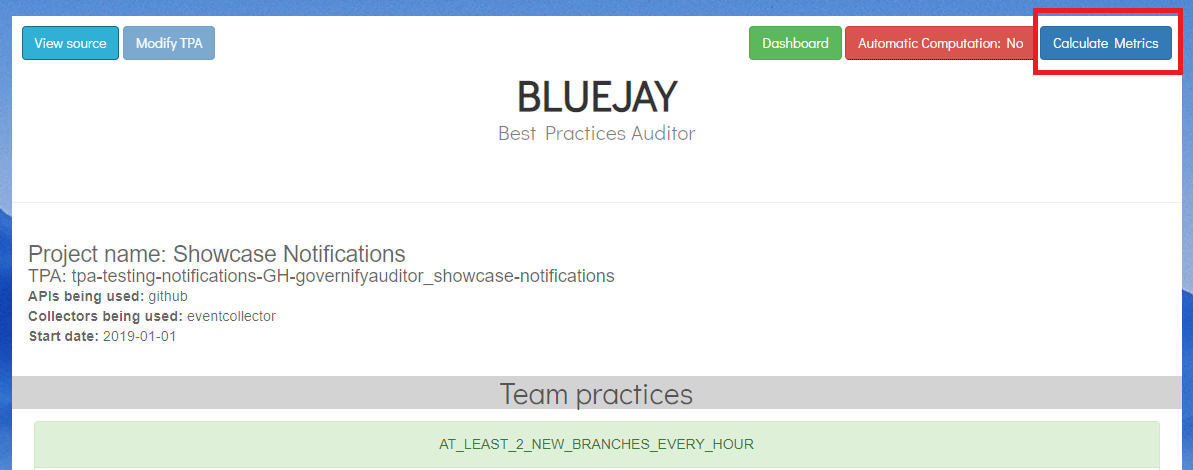 View source
Modify TPA
Dashboard
Automatic Computation: No
Calculate Metrics
BLUEJAY
Best Practices Auditor
Project name: Showcase Notifications
TPA: tpa-testing-notifications-GH-governifyauditor_showcase-notifications
APIs being used: github
Collectors being used: eventcollector
Start date: 2019-01-01
Team practices
AT_LEAST_2_NEW_BRANCHES_EVERY_HOUR